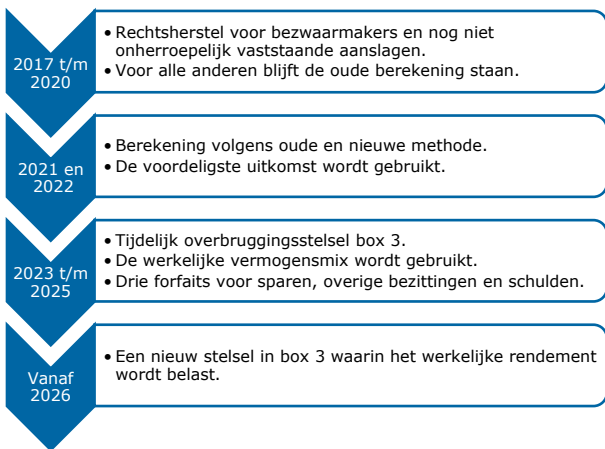 2017 t/m
2020
• Rechtsherstel voor bezwaarmakers en nog niet
onherroepelijk vaststaande aanslagen.
• Voor alle anderen blijft de oude berekening staan.
2021 en
2022
• Berekening volgens oude en nieuwe methode.
• De voordeligste uitkomst wordt gebruikt.
2023 t/m
2025
• Tijdelijk overbruggingsstelsel box 3.
• De werkelijke vermogensmix wordt gebruikt.
• Drie forfaits voor sparen, overige bezittingen en schulden.
Vanaf
2026
• Een nieuw stelsel in box 3 waarin het werkelijke rendement
wordt belast.